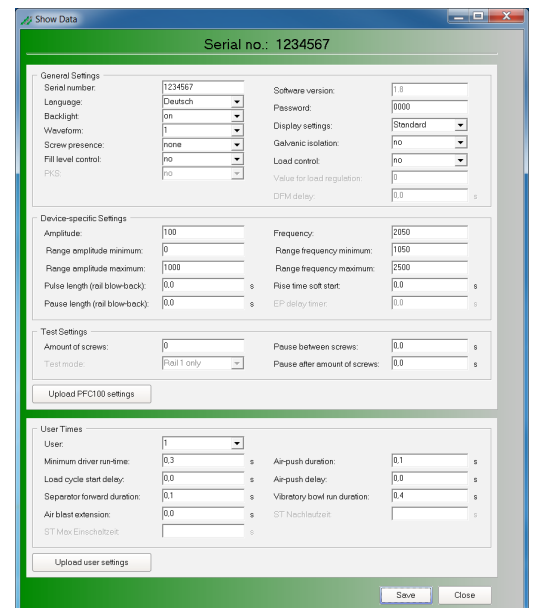 Show Data
Serial no.: 1234567
General Settings
Serial number: 1234567
Language: Deutsch
Backlight: on
Waveform: 1
Screw presence: none
Fill level control: no
PKS: no
Software version: 1.8
Password: 0000
Display settings: Standard
Galvanic isolation: no
Load control: no
Value for load regulation: 0
DFM delay: 0,0 s
Device-specific Settings
Amplitude: 100
Range amplitude minimum: 0
Range amplitude maximum: 1000
Pulse length (rail blow-back): 0,0 s
Pause length (rail blow-back): 0,0 s
Frequency: 2050
Range frequency minimum: 1050
Range frequency maximum: 2500
Rise time soft start: 0,0 s
EP delay timer: 0,0 s
Test Settings
Amount of screws: 0
Test mode: Rail 1 only
Pause between screws: 0,0 s
Pause after amount of screws: 0,0 s
Upload PFC100 settings
User Times
User: 1
Minimum driver run-time: 0,3 s
Load cycle start delay: 0,0 s
Separator forward duration: 0,1 s
Air blast extension: 0,0 s
ST Max Einschaltzeit s
Air-push duration: 0,1 s
Air-push delay: 0,0 s
Vibratory bowl run duration: 0,4 s
ST Nachlaufzeit s
Upload user settings
Save
Close